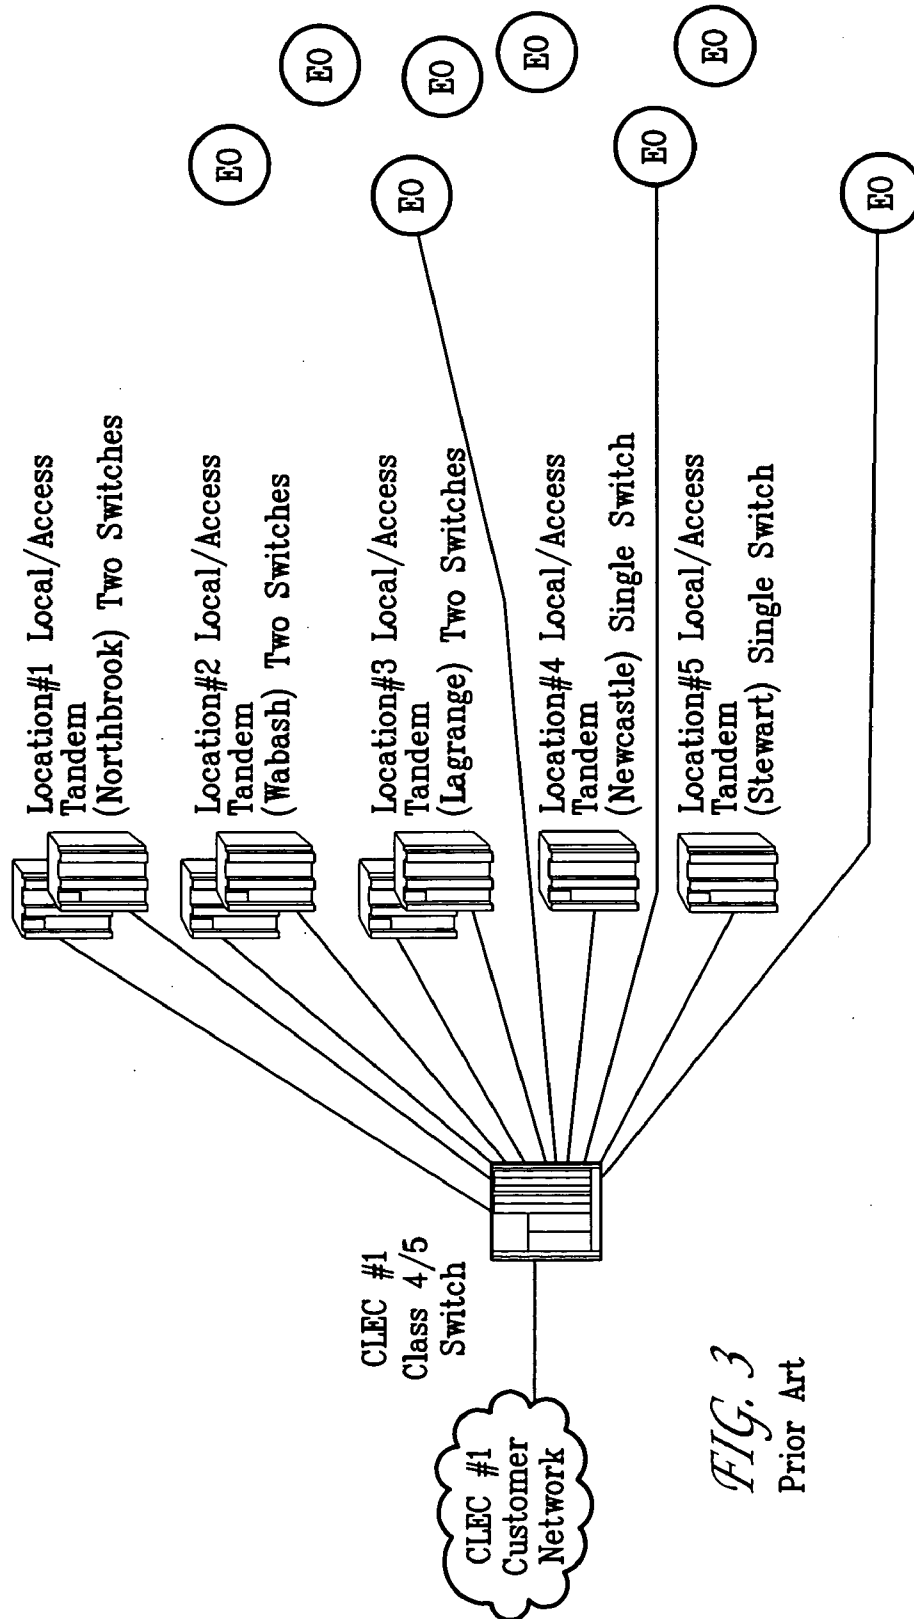 Location#1 Local/Access
Tandem
(Northbrook) Two Switches
Location#2 Local/Access
Tandem
(Wabash) Two Switches
Location#3 Local/Access
Tandem
(Lagrange) Two Switches
Location#4 Local/Access
Tandem
(Newcastle) Single Switch
Location#5 Local/Access
Tandem
(Stewart) Single Switch
EO
EO
EO
EO
EO
EO
EO
EO
CLEC #1
Class 4/5
Switch
CLEC #1
Customer
Network
FIG. 3
Prior Art